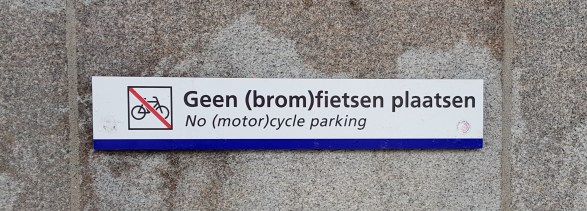 Geen (brom)fietsen plaatsen
No (motor)cycle parking